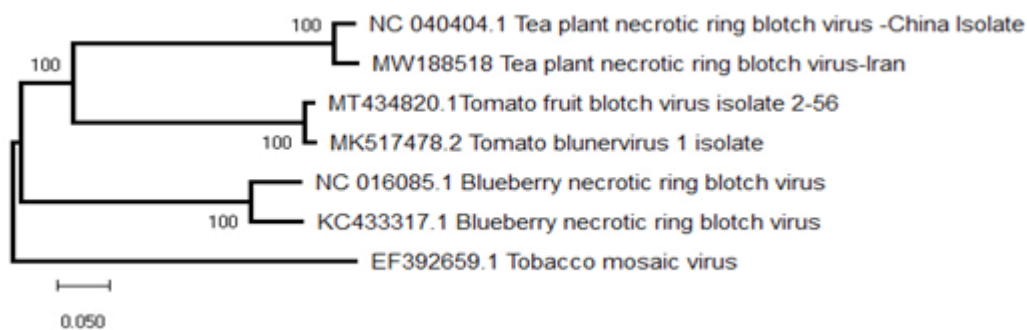 100 NC 040404.1 Tea plant necrotic ring blotch virus -China Isolate
100 MW188518 Tea plant necrotic ring blotch virus-Iran
MT434820.1Tomato fruit blotch virus isolate 2-56
100 MK517478.2 Tomato blunervirus 1 isolate
NC 016085.1 Blueberry necrotic ring blotch virus
100 KC433317.1 Blueberry necrotic ring blotch virus
EF392659.1 Tobacco mosaic virus
0.050